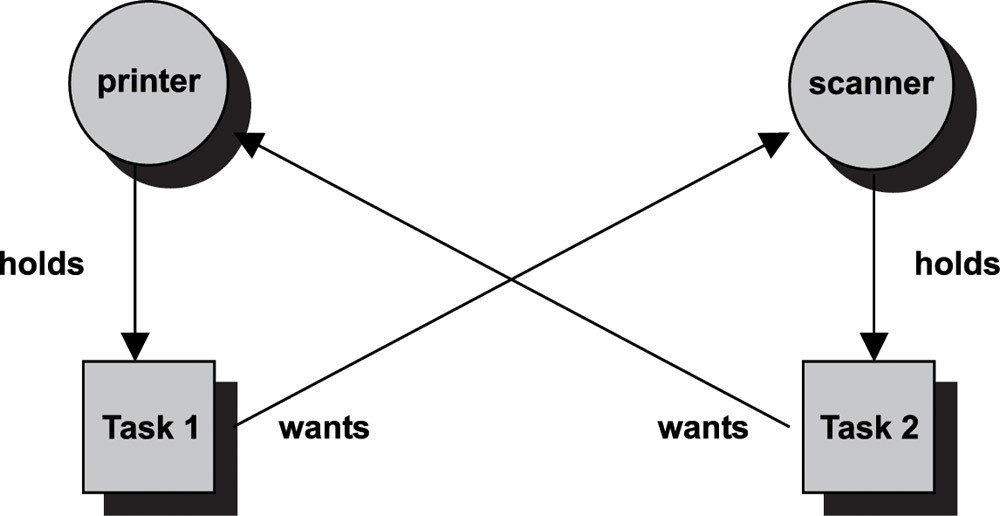 printer
scanner
holds
holds
Task 1
wants
wants
Task 2